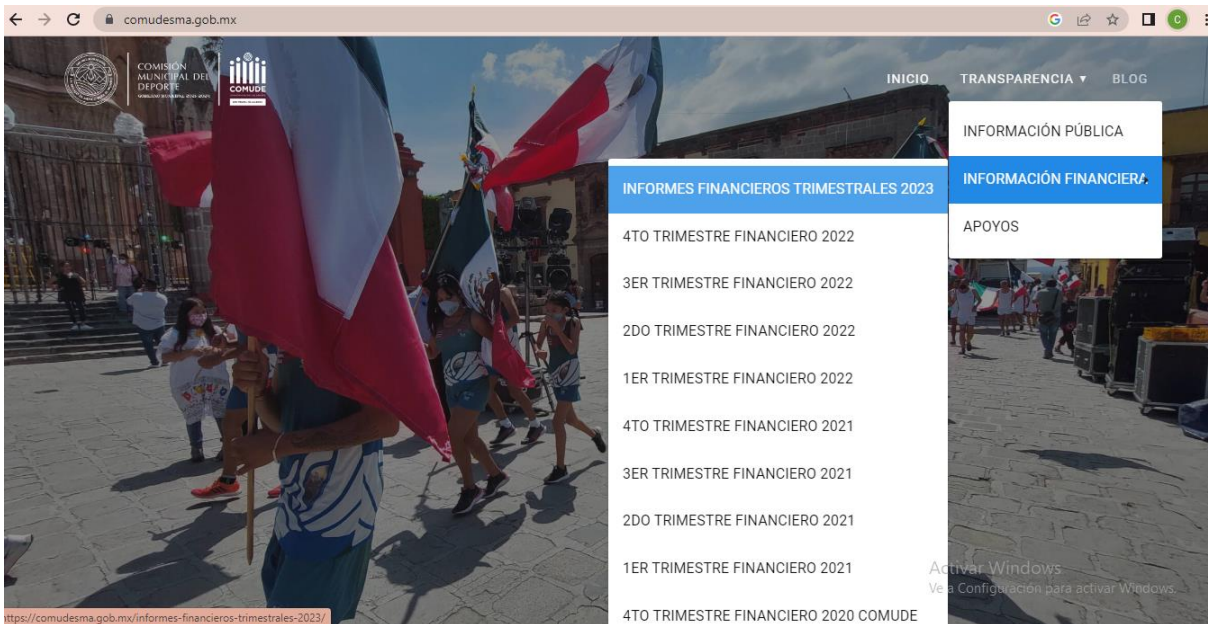 comudesma.gob.mx
COMISIÓN
MUNICIPAL DEL
DEPORTE
COMUDE
INICIO
TRANSPARENCIA ▾
BLOG
INFORMACIÓN PÚBLICA
INFORMACIÓN FINANCIERA
APOYOS
INFORMES FINANCIEROS TRIMESTRALES 2023
4TO TRIMESTRE FINANCIERO 2022
3ER TRIMESTRE FINANCIERO 2022
2DO TRIMESTRE FINANCIERO 2022
1ER TRIMESTRE FINANCIERO 2022
4TO TRIMESTRE FINANCIERO 2021
3ER TRIMESTRE FINANCIERO 2021
2DO TRIMESTRE FINANCIERO 2021
1ER TRIMESTRE FINANCIERO 2021
4TO TRIMESTRE FINANCIERO 2020 COMUDE
Activar Windows
Ve a Configuración para activar Windows.
https://comudesma.gob.mx/informes-financieros-trimestrales-2023/